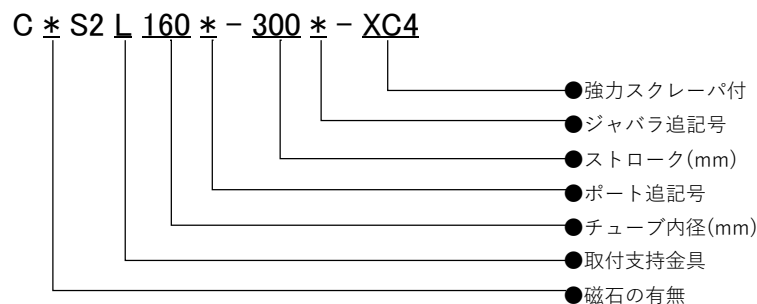 C * S2 L 160 * - 300 * - XC4
●強力スクレーパ付
●ジャバラ追記号
●ストローク(mm)
●ポート追記号
●チューブ内径(mm)
●取付支持金具
●磁石の有無